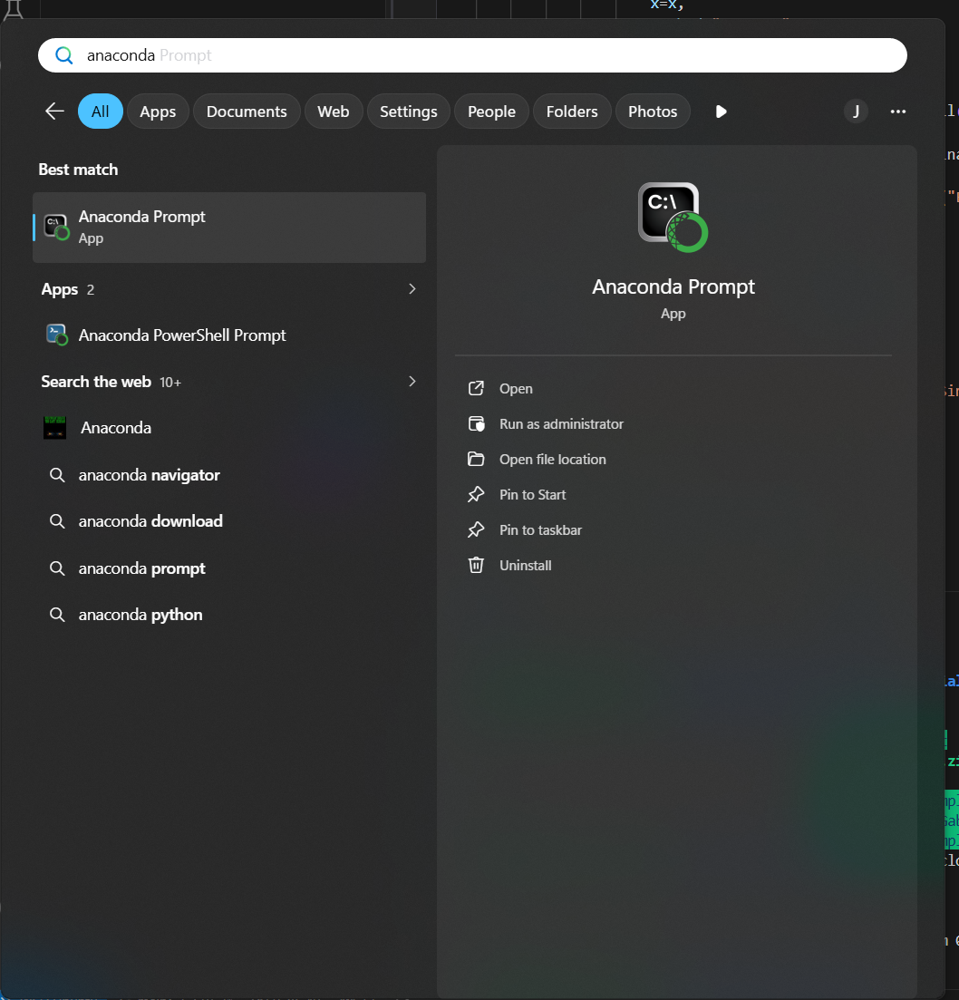 x=x,
anaconda Prompt
All
Apps
Documents
Web
Settings
People
Folders
Photos
J
Best match
Anaconda Prompt
App
Apps 2
Anaconda PowerShell Prompt
Search the web 10+
Anaconda
anaconda navigator
anaconda download
anaconda prompt
anaconda python
C:\
Anaconda Prompt
App
Open
Run as administrator
Open file location
Pin to Start
Pin to taskbar
Uninstall